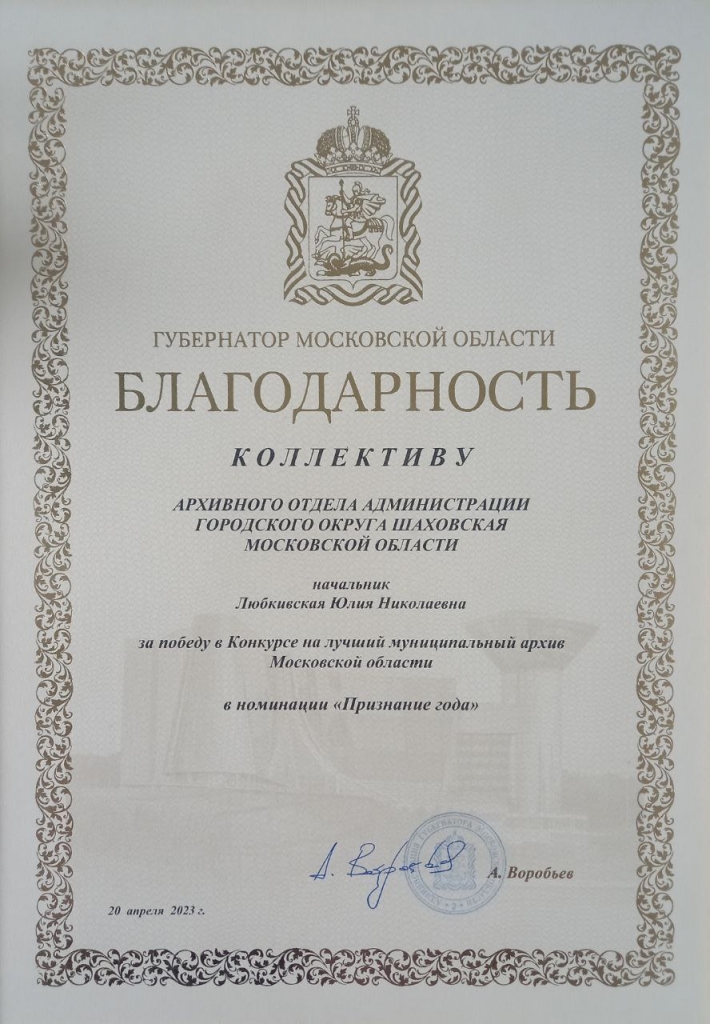 ГУБЕРНАТОР МОСКОВСКОЙ ОБЛАСТИ
БЛАГОДАРНОСТЬ
КОЛЛЕКТИВУ
АРХИВНОГО ОТДЕЛА АДМИНИСТРАЦИИ
ГОРОДСКОГО ОКРУГА ШАХОВСКАЯ
МОСКОВСКОЙ ОБЛАСТИ
начальник
Любкивская Юлия Николаевна
за победу в Конкурсе на лучший муниципальный архив
Московской области
в номинации «Признание года»
А. Воробьев
20 апреля 2023 г.